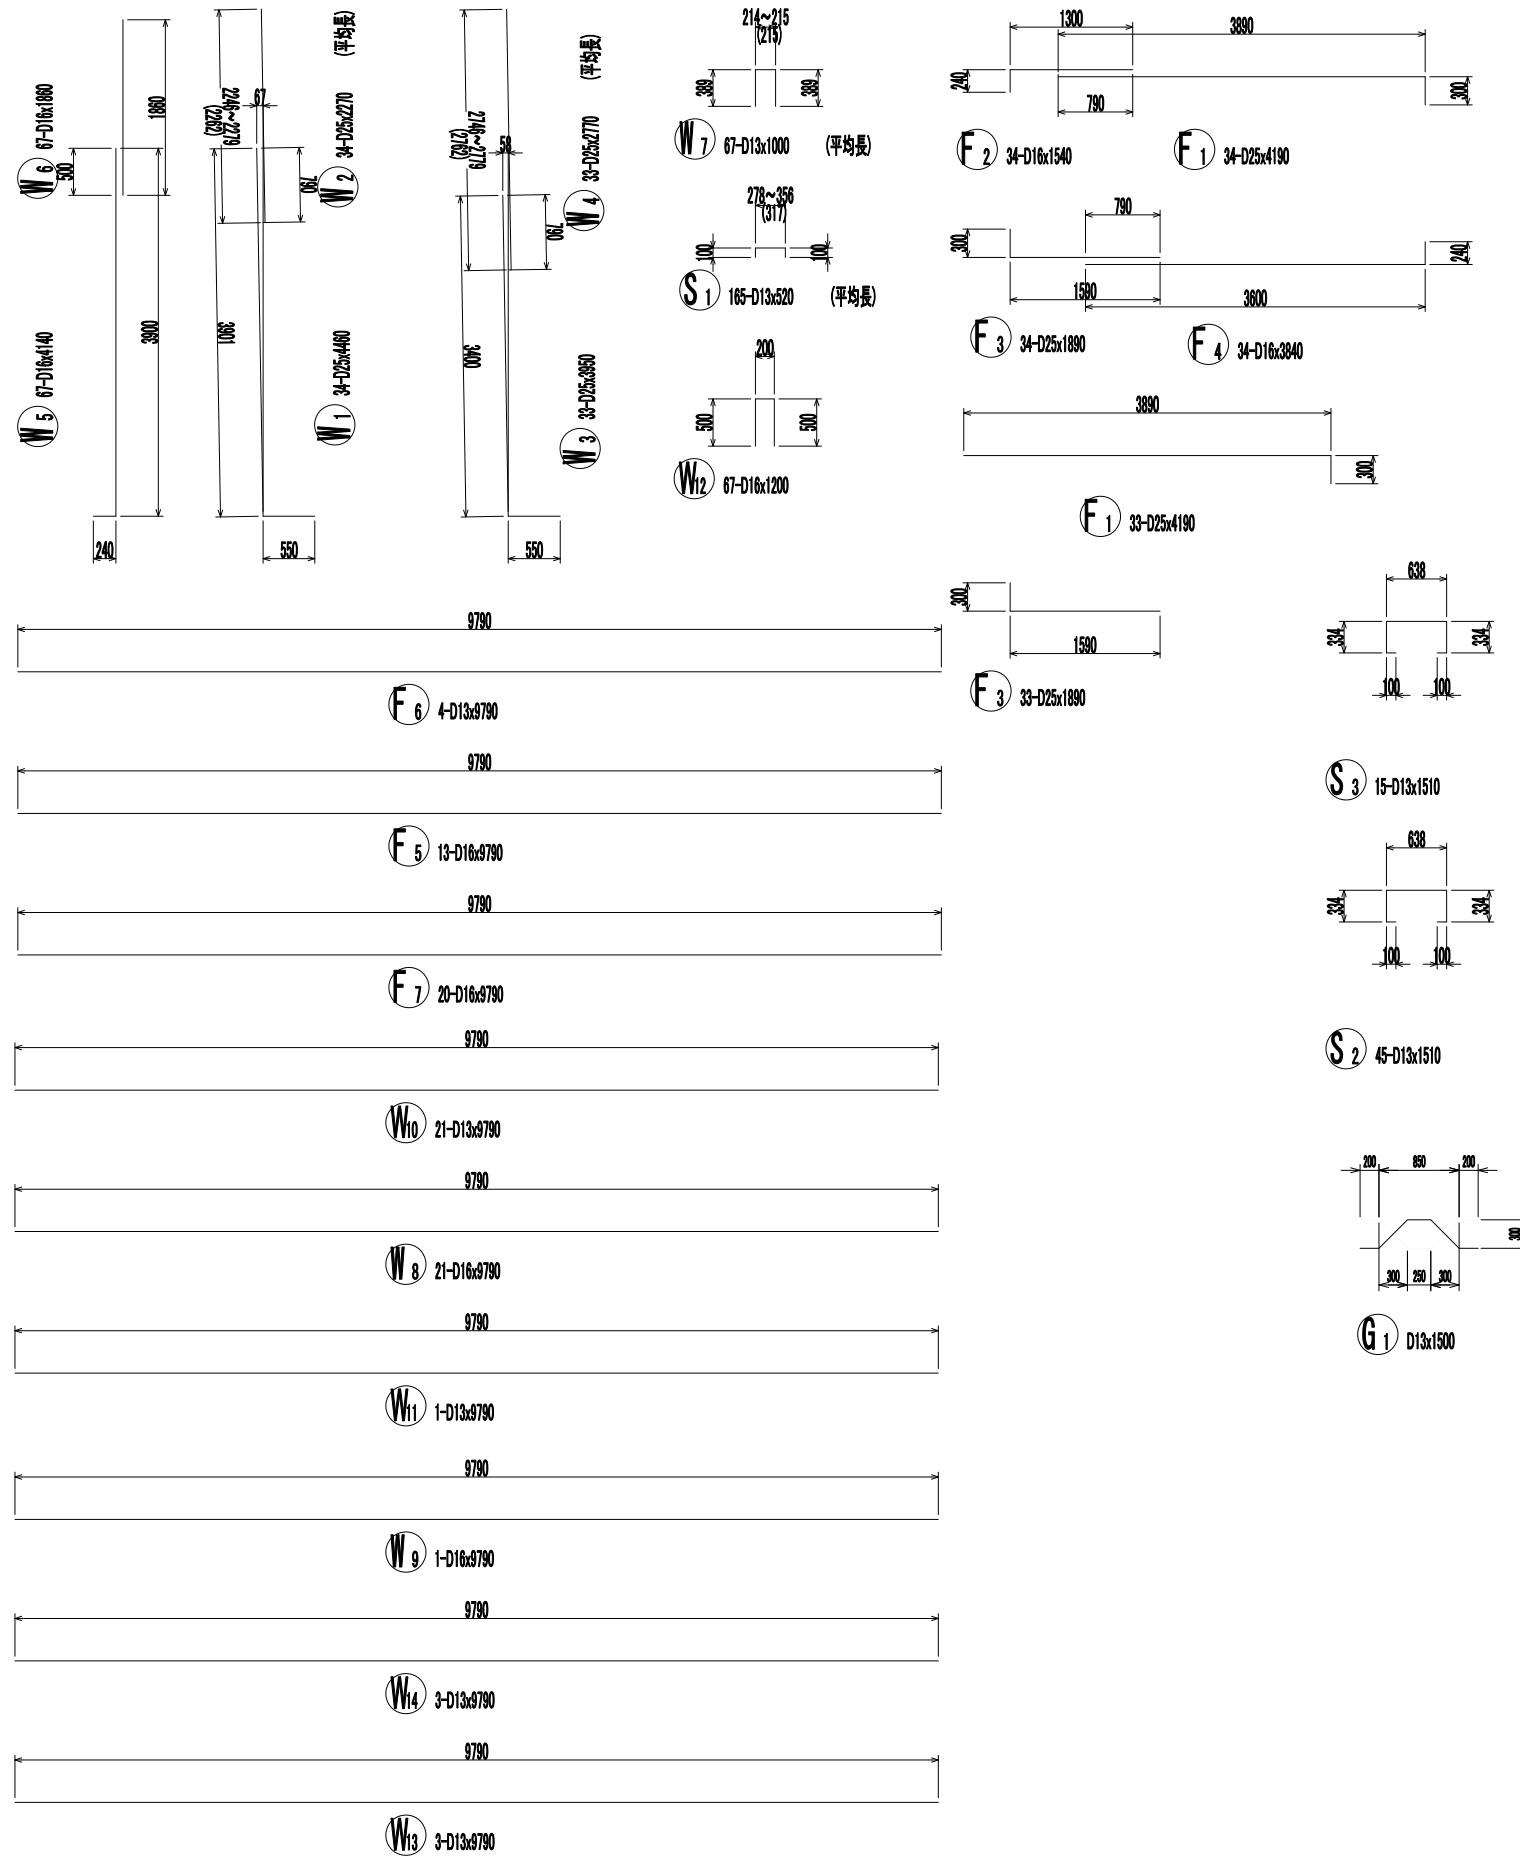 W6 67-D16x1860
500
1860
W5 67-D16x4140
3900
240
2246～2279
(2262)
67
790
W2 34-D25x2270
(平均長)
3901
W1 34-D25x4460
550
2746～2779
(2762)
58
790
W4 33-D25x2770
(平均長)
3400
W3 33-D25x3950
550
214～215
(215)
389
389
W7 67-D13x1000 (平均長)
278～356
(317)
100
100
S1 165-D13x520 (平均長)
200
500
500
W12 67-D16x1200
1300
3890
240
790
300
F2 34-D16x1540
F1 34-D25x4190
790
300
240
1590
3600
F3 34-D25x1890
F4 34-D16x3840
3890
300
F1 33-D25x4190
300
1590
F3 33-D25x1890
638
334
334
100
100
S3 15-D13x1510
638
334
334
100
100
S2 45-D13x1510
200
850
200
300
300
250
300
G1 D13x1500
9790
F6 4-D13x9790
9790
F5 13-D16x9790
9790
F7 20-D16x9790
9790
W10 21-D13x9790
9790
W8 21-D16x9790
9790
W11 1-D13x9790
9790
W9 1-D16x9790
9790
W14 3-D13x9790
9790
W13 3-D13x9790